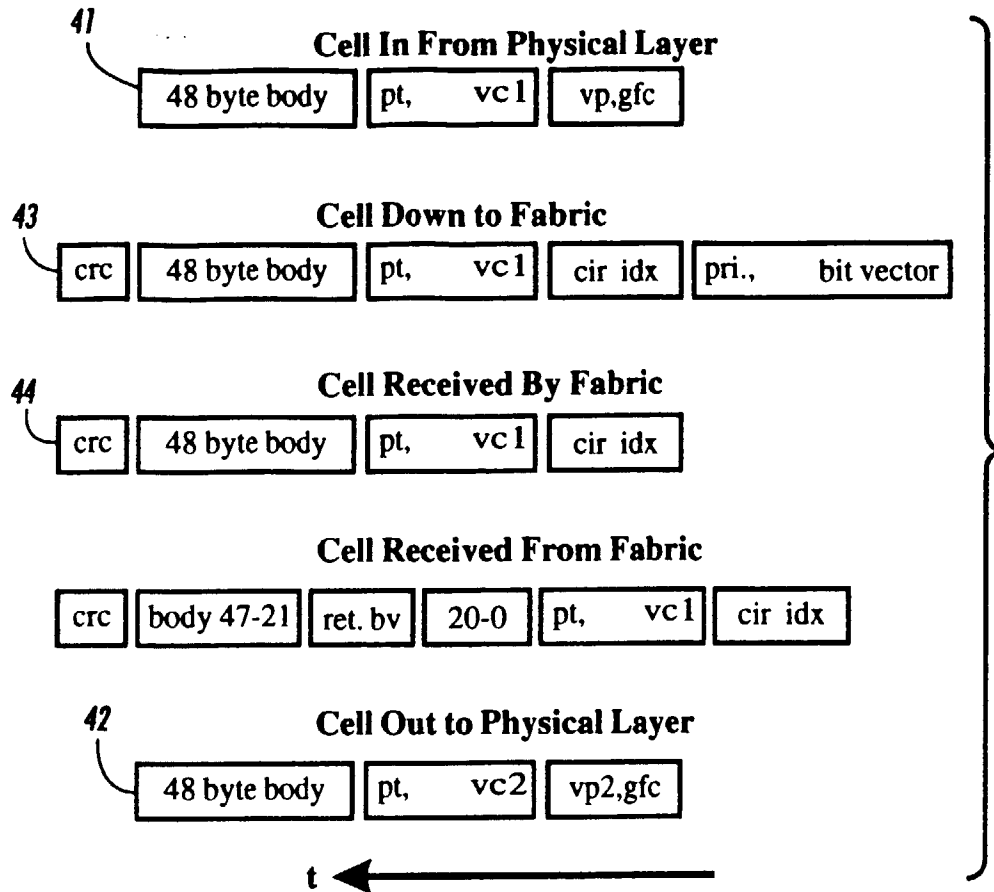 41
Cell In From Physical Layer
48 byte body pt, vc1 vp,gfc
43
Cell Down to Fabric
crc 48 byte body pt, vc1 cir idx pri., bit vector
44
Cell Received By Fabric
crc 48 byte body pt, vc1 cir idx
Cell Received From Fabric
crc body 47-21 ret. bv 20-0 pt, vc1 cir idx
42
Cell Out to Physical Layer
48 byte body pt, vc2 vp2,gfc
t